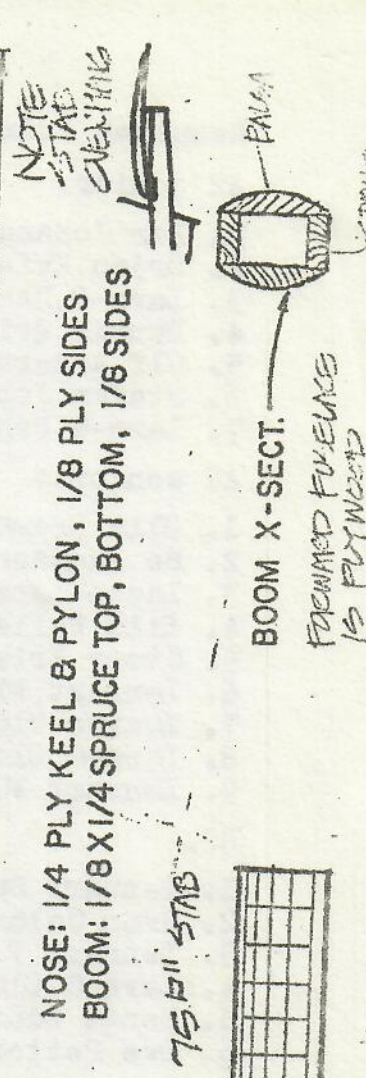 NOTE
STAB
OVERHANG
NOSE: 1/4 PLY KEEL & PYLON, 1/8 PLY SIDES
BOOM: 1/8 X 1/4 SPRUCE TOP, BOTTOM, 1/8 SIDES
BALSA
BOOM X-SECT.
FORWARD FUSELAGE
IS PLYWOOD
STAB